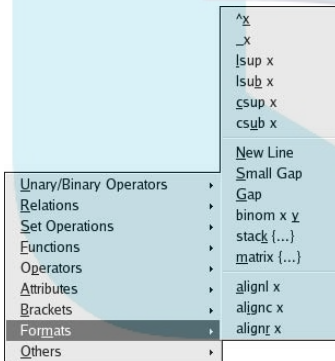 ^x
_x
lsup x
lsub x
csup x
csub x
New Line
Small Gap
Gap
binom x y
stack {...}
matrix {...}
alignl x
alignc x
alignr x
Unary/Binary Operators
Relations
Set Operations
Functions
Operators
Attributes
Brackets
Formats
Others